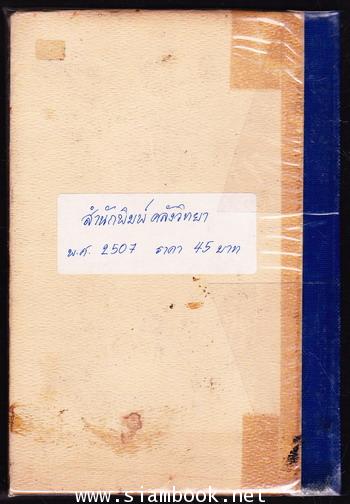 สำนักพิมพ์ คลังวิทยา
พ.ศ. 2507 ราคา 45 บาท
www.siambook.net